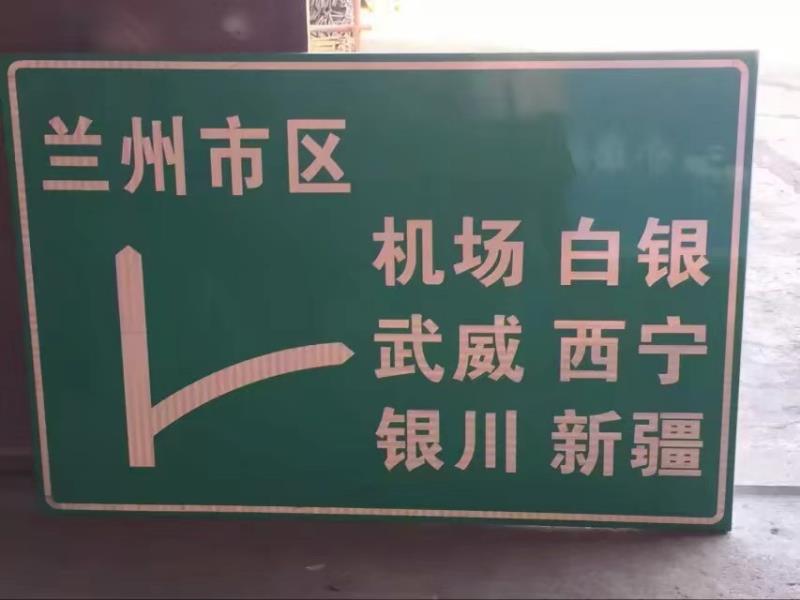 兰州市区
机场 白银
武威 西宁
银川 新疆